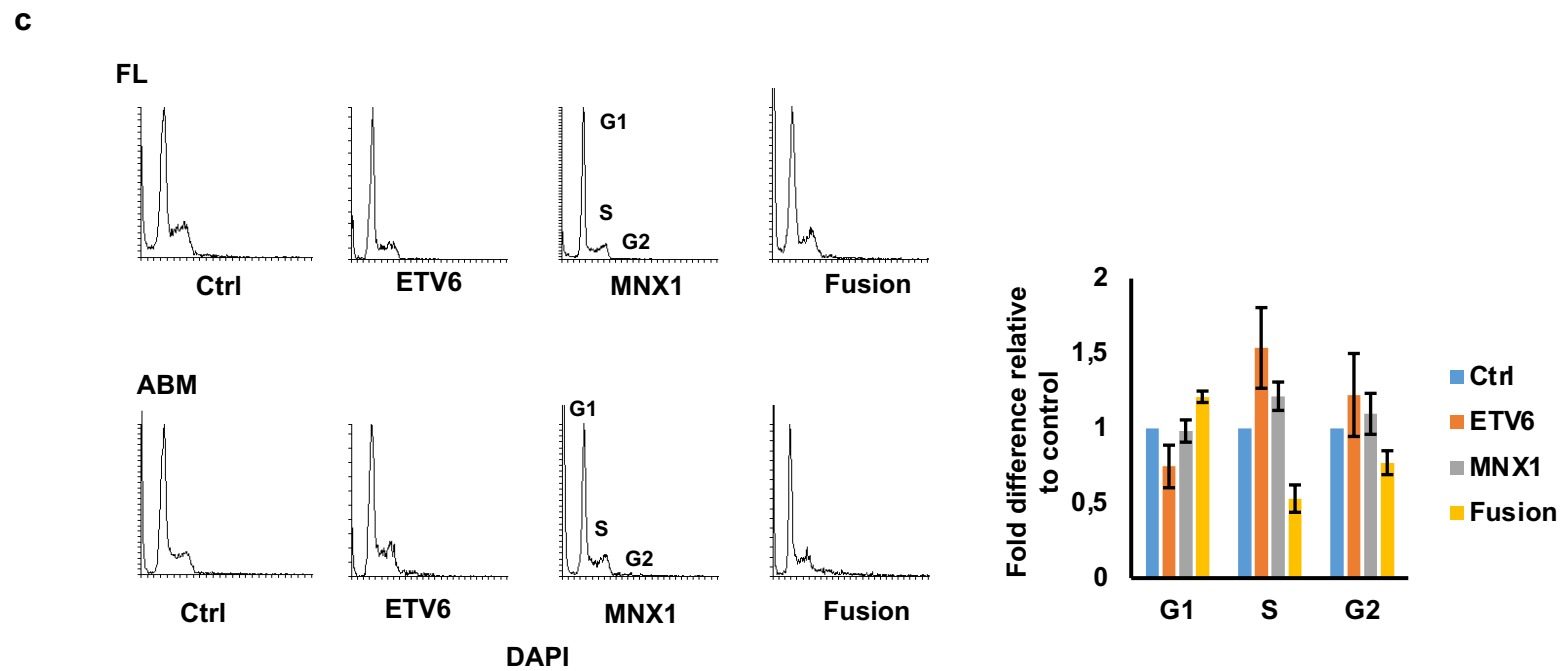 c
FL
G1
S
G2
Ctrl
ETV6
MNX1
Fusion
ABM
G1
S
G2
Ctrl
ETV6
MNX1
Fusion
DAPI
Fold difference relative
to control
2
1,5
1
0,5
0
G1
S
G2
Ctrl
ETV6
MNX1
Fusion